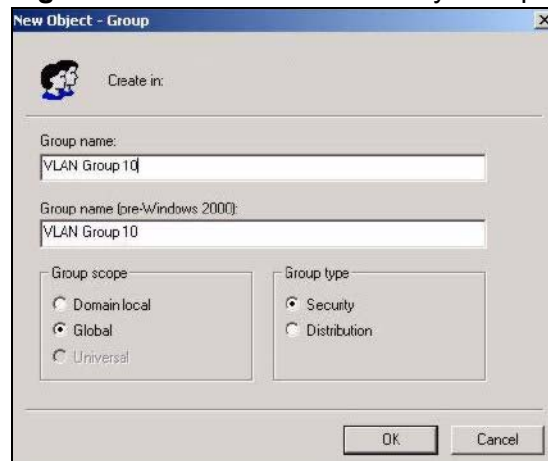 New Object - Group
Create in:
Group name:
VLAN Group 10
Group name (pre-Windows 2000):
VLAN Group 10
Group scope
Domain local
Global
Universal
Group type
Security
Distribution
OK
Cancel